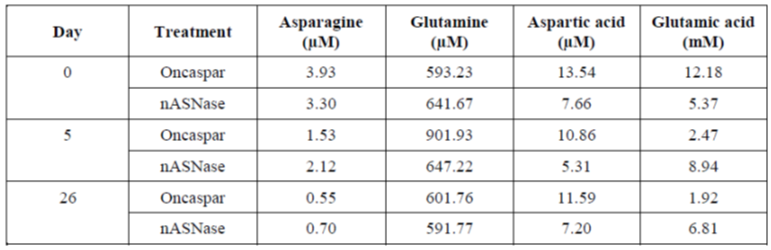 Day Treatment Asparagine (µM) Glutamine (µM) Aspartic acid (µM) Glutamic acid (mM)
0 Oncaspar 3.93 593.23 13.54 12.18
nASNase 3.30 641.67 7.66 5.37
5 Oncaspar 1.53 901.93 10.86 2.47
nASNase 2.12 647.22 5.31 8.94
26 Oncaspar 0.55 601.76 11.59 1.92
nASNase 0.70 591.77 7.20 6.81